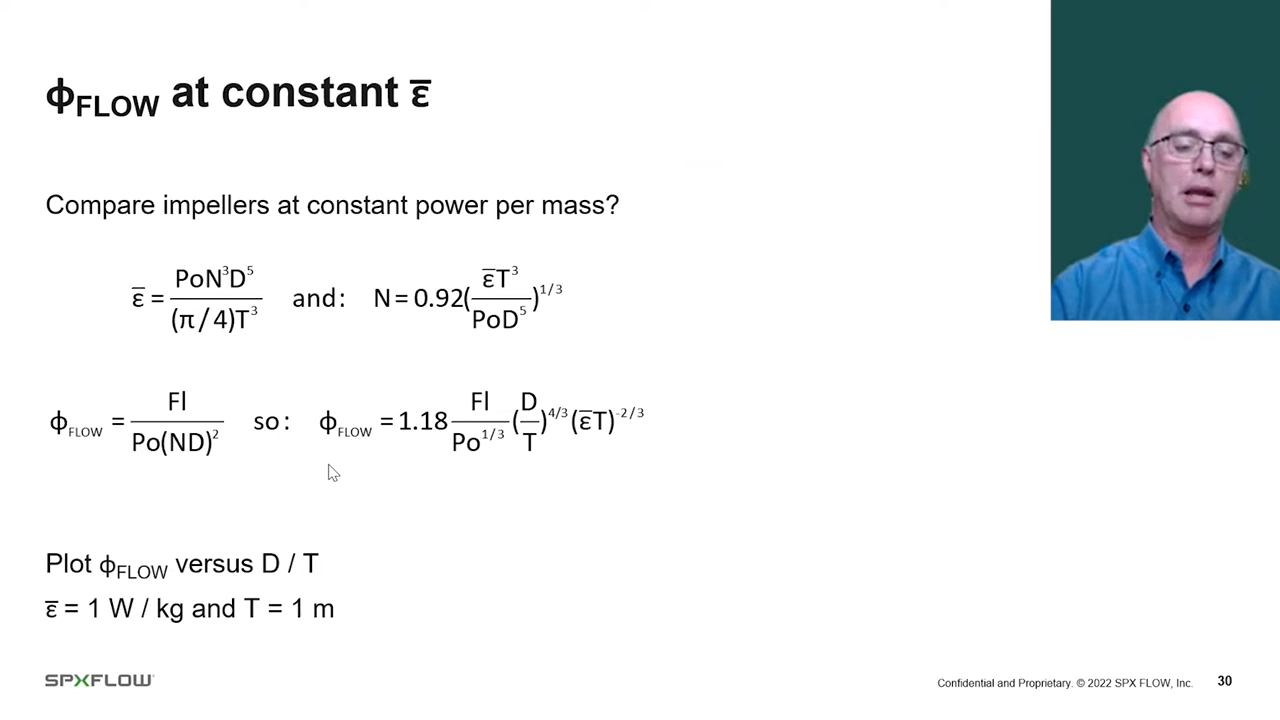 ϕFLOW at constant ε̅
Compare impellers at constant power per mass?
ε̅ = PoN³D⁵ / (π / 4)T³ and: N = 0.92(ε̅T³ / PoD⁵)^1/3
ϕFLOW = Fl / Po(ND)² so: ϕFLOW = 1.18 Fl / Po^1/3 (D / T)^4/3 (ε̅T)^-2/3
Plot ϕFLOW versus D / T
ε̅ = 1 W / kg and T = 1 m
SPXFLOW
Confidential and Proprietary. © 2022 SPX FLOW, Inc. 30